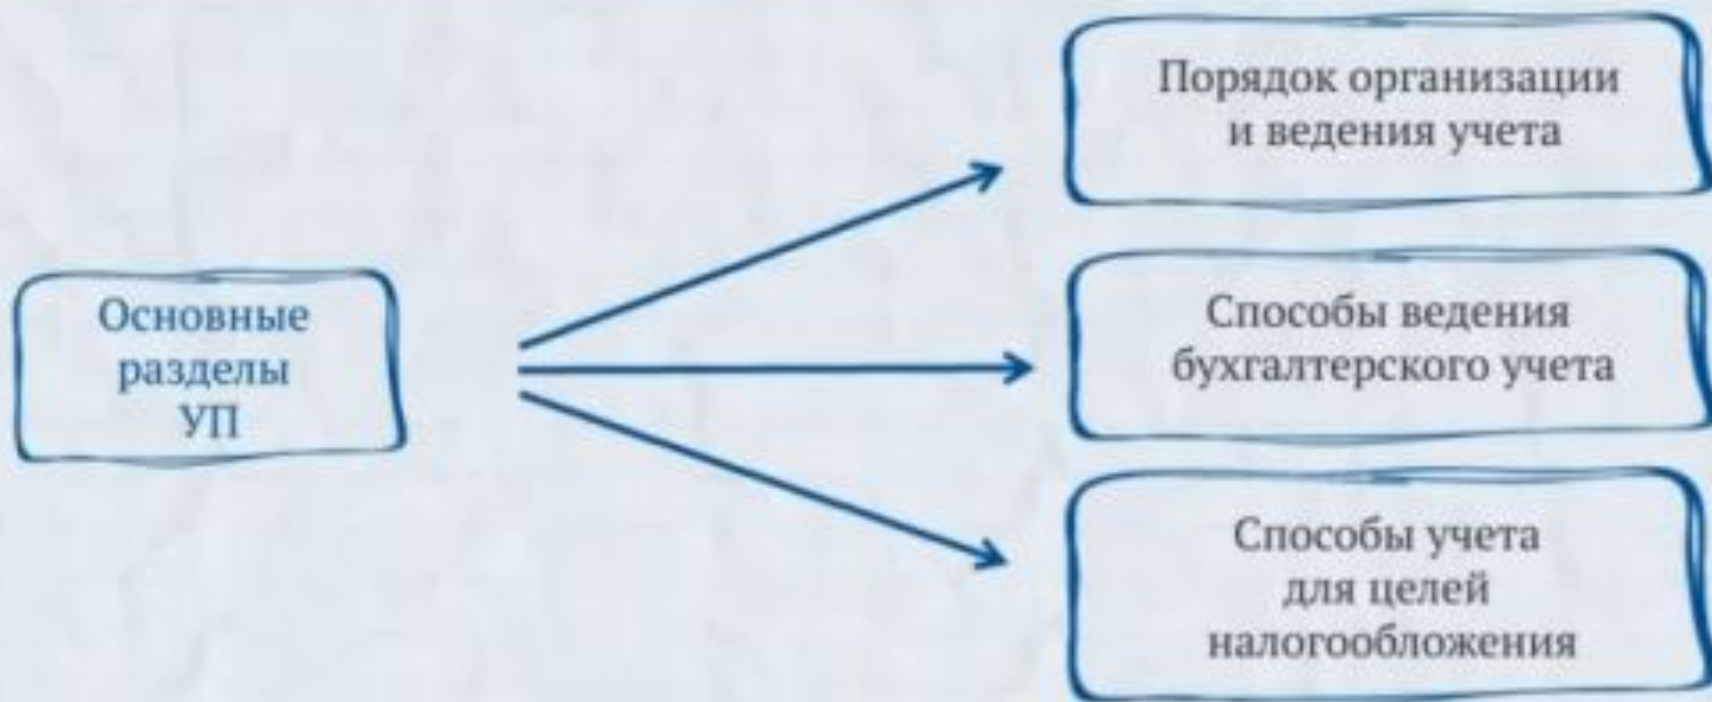 Основные
разделы
УП
Порядок организации
и ведения учета
Способы ведения
бухгалтерского учета
Способы учета
для целей
налогообложения